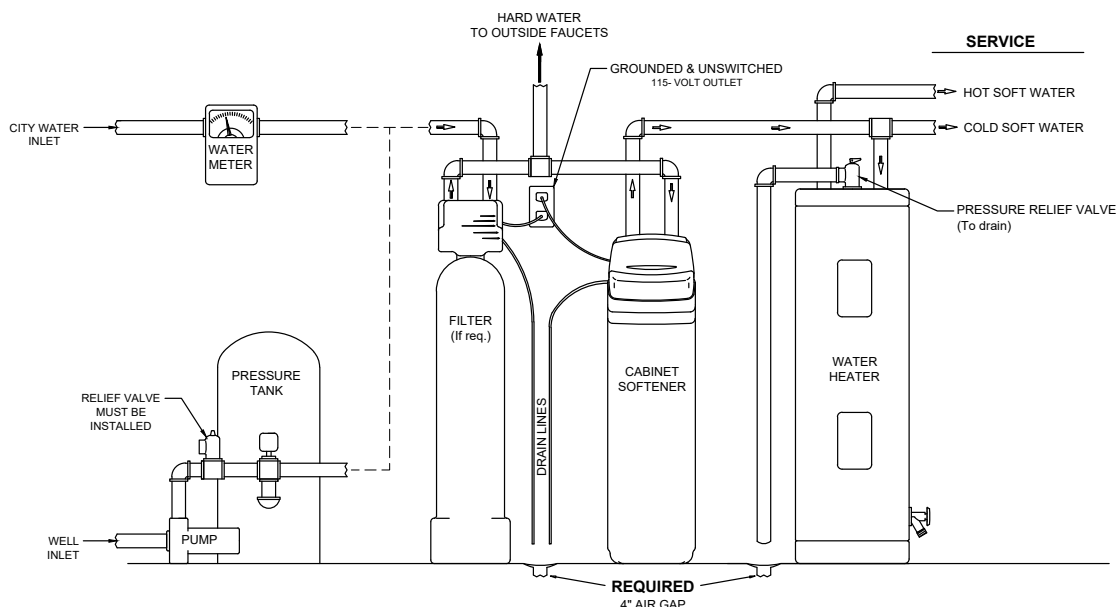 HARD WATER
TO OUTSIDE FAUCETS
SERVICE
GROUNDED & UNSWITCHED
115- VOLT OUTLET
HOT SOFT WATER
CITY WATER
INLET
WATER
METER
COLD SOFT WATER
PRESSURE RELIEF VALVE
(To drain)
FILTER
(If req.)
PRESSURE
TANK
CABINET
SOFTENER
WATER
HEATER
RELIEF VALVE
MUST BE
INSTALLED
DRAIN LINES
WELL
INLET
PUMP
REQUIRED
4" AIR GAP